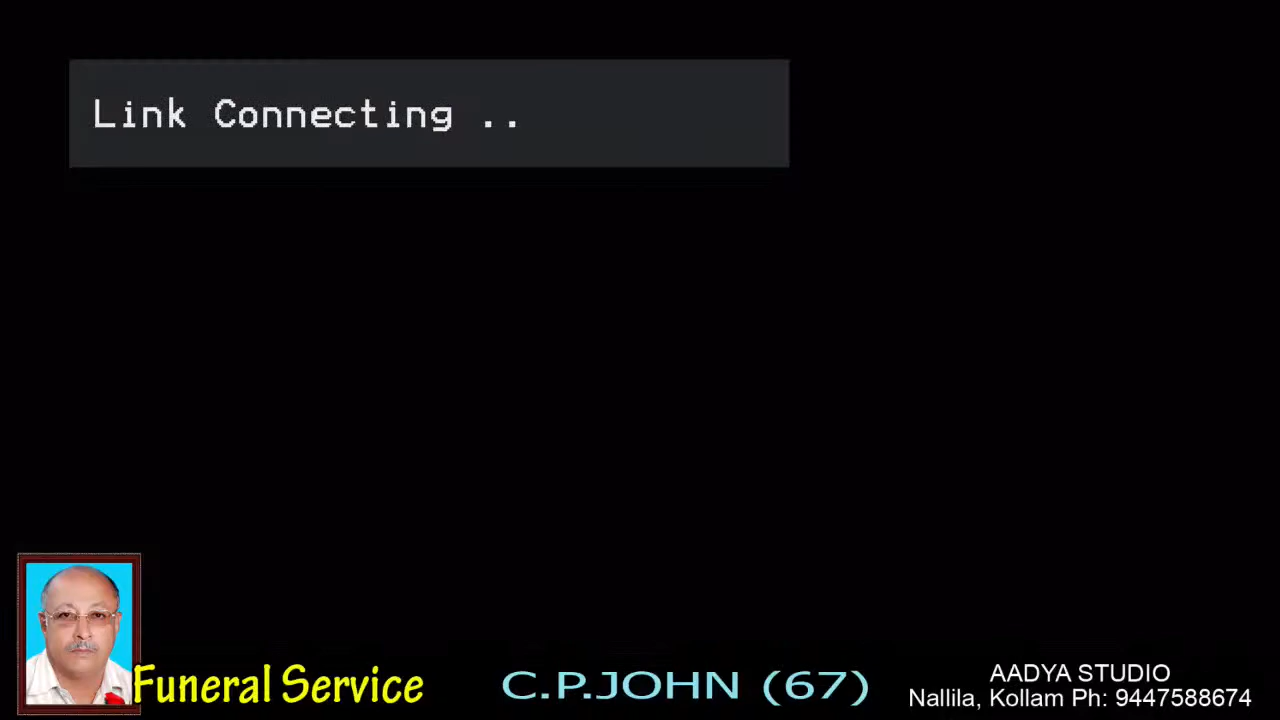 Link Connecting ..
Funeral Service
C.P.JOHN (67)
AADYA STUDIO
Nallila, Kollam Ph: 9447588674